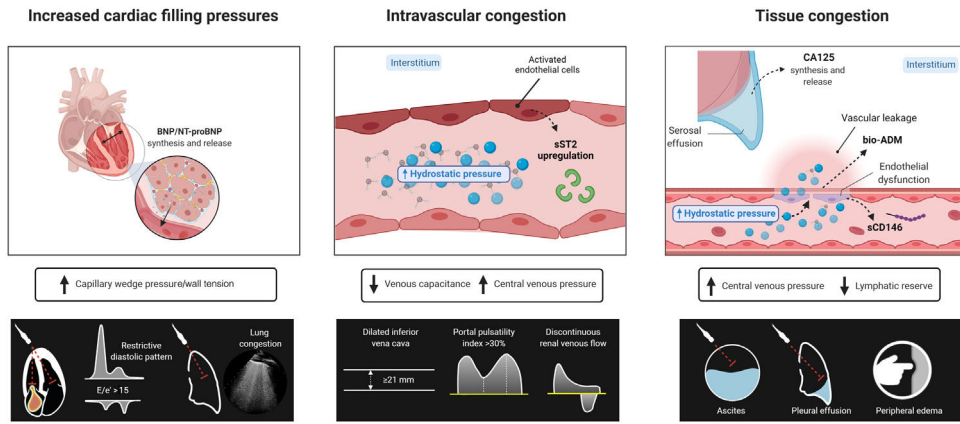 Increased cardiac filling pressures
BNP/NT-proBNP
synthesis and release
↑ Capillary wedge pressure/wall tension
Restrictive
diastolic pattern
E/e' > 15
Lung
congestion
Intravascular congestion
Interstitium
Activated
endothelial cells
sST2
upregulation
↑ Hydrostatic pressure
↓ Venous capacitance ↑ Central venous pressure
Dilated inferior
vena cava
≥21 mm
Portal pulsatility
index >30%
Discontinuous
renal venous flow
Tissue congestion
CA125
synthesis and
release
Interstitium
Serosal
effusion
Vascular leakage
bio-ADM
Endothelial
dysfunction
↑ Hydrostatic pressure
sCD146
↑ Central venous pressure ↓ Lymphatic reserve
Ascites
Pleural effusion
Peripheral edema